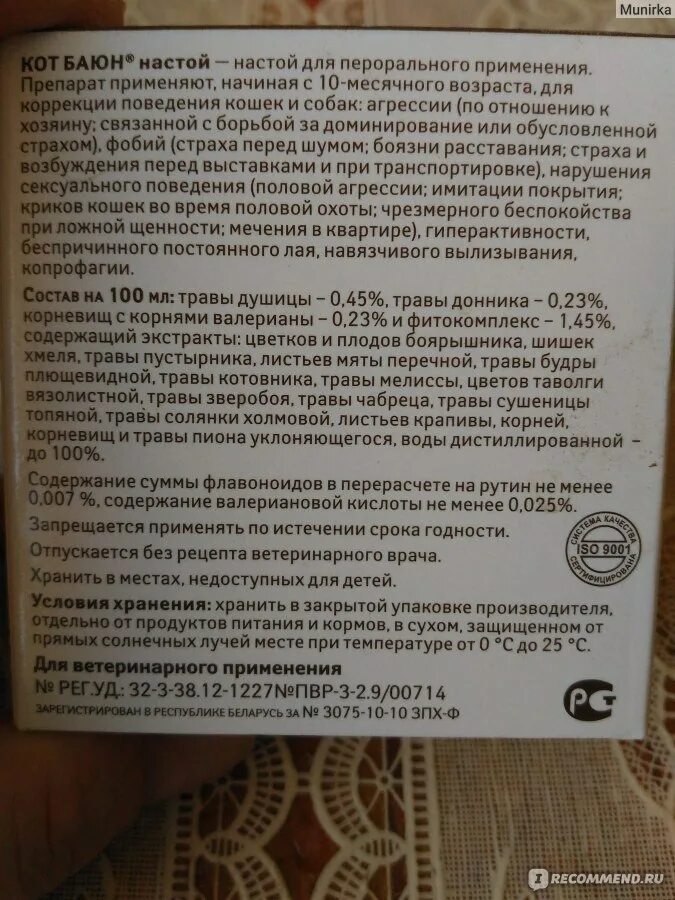 Munirka
КОТ БАЮН® настой — настой для перорального применения.
Препарат применяют, начиная с 10-месячного возраста, для
коррекции поведения кошек и собак: агрессии (по отношению к
хозяину; связанной с борьбой за доминирование или обусловленной
страхом), фобий (страха перед шумом; боязни расставания; страха и
возбуждения перед выставками и при транспортировке), нарушения
сексуального поведения (половой агрессии; имитации покрытия;
криков кошек во время половой охоты; чрезмерного беспокойства
при ложной щенности; мечения в квартире), гиперактивности,
беспричинного постоянного лая, навязчивого вылизывания,
копрофагии.
Состав на 100 мл: травы душицы – 0,45%, травы донника – 0,23%,
корневищ с корнями валерианы – 0,23% и фитокомплекс – 1,45%,
содержащий экстракты: цветков и плодов боярышника, шишек
хмеля, травы пустырника, листьев мяты перечной, травы будры
плющевидной, травы котовника, травы мелиссы, цветов таволги
вязолистной, травы зверобоя, травы чабреца, травы сушеницы
топяной, травы солянки холмовой, листьев крапивы, корней,
корневищ и травы пиона уклоняющегося, воды дистиллированной –
до 100%.
Содержание суммы флавоноидов в перерасчете на рутин не менее
0,007 %, содержание валериановой кислоты не менее 0,025%.
Запрещается применять по истечении срока годности.
Отпускается без рецепта ветеринарного врача.
Хранить в местах, недоступных для детей.
СИСТЕМА КАЧЕСТВА
ISO 9001
СЕРТИФИЦИРОВАНА
Условия хранения: хранить в закрытой упаковке производителя,
отдельно от продуктов питания и кормов, в сухом, защищенном от
прямых солнечных лучей месте при температуре от 0 °C до 25 °C.
Для ветеринарного применения
№ РЕГ.УД.: 32-3-38.12-1227№ПВР-3-2.9/00714
ЗАРЕГИСТРИРОВАН В РЕСПУБЛИКЕ БЕЛАРУСЬ ЗА № 3075-10-10 ЗПХ-Ф
РСТ
IRECOMMEND.RU